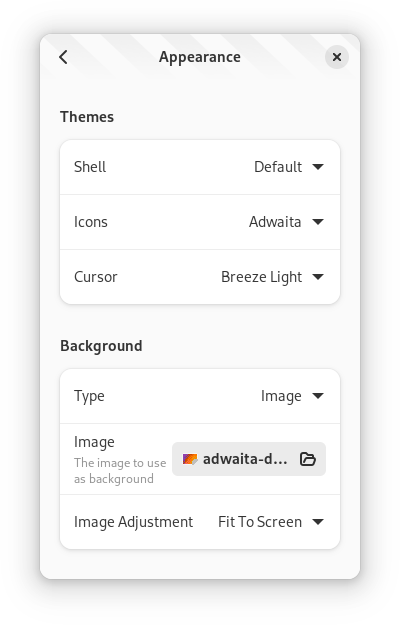 Appearance
Themes
Shell Default
Icons Adwaita
Cursor Breeze Light
Background
Type Image
Image
The image to use
as background
adwaita-d...
Image Adjustment Fit To Screen